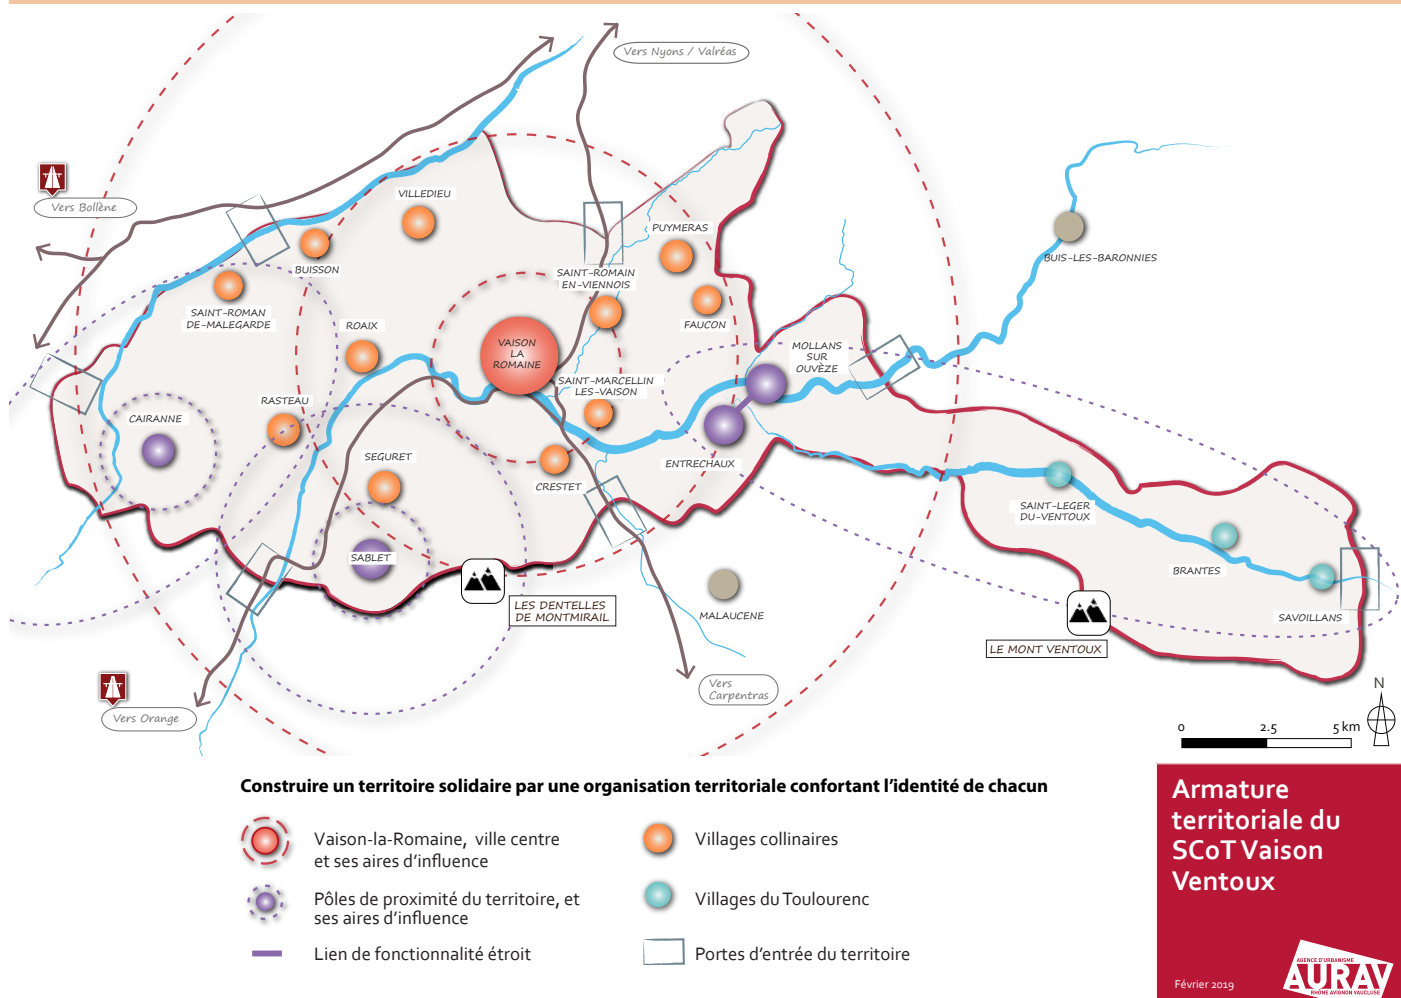 Vers Nyons / Valréas
Vers Bollène
VILLEDIEU
BUISSON
PUYMERAS
SAINT-ROMAIN
EN-VIENNOIS
BUIS-LES-BARONNIES
SAINT-ROMAN
DE-MALEGARDE
ROAIX
FAUCON
VAISON
LA
ROMAINE
MOLLANS
SUR
OUVÈZE
SAINT-MARCELLIN
LES-VAISON
RASTEAU
CAIRANNE
SEGURET
CRESTET
ENTRECHAUX
SAINT-LEGER
DU-VENTOUX
SABLET
BRANTES
LES DENTELLES
DE MONTMIRAIL
MALAUCENE
SAVOILLANS
LE MONT VENTOUX
Vers
Carpentras
Vers Orange
N
0 2.5 5 km
Construire un territoire solidaire par une organisation territoriale confortant l'identité de chacun
Vaison-la-Romaine, ville centre
et ses aires d'influence
Pôles de proximité du territoire, et
ses aires d'influence
Lien de fonctionnalité étroit
Villages collinaires
Villages du Toulourenc
Portes d'entrée du territoire
Armature
territoriale du
SCoT Vaison
Ventoux
Février 2019
AGENCE D'URBANISME
AURAV
RHÔNE AVIGNON VAUCLUSE